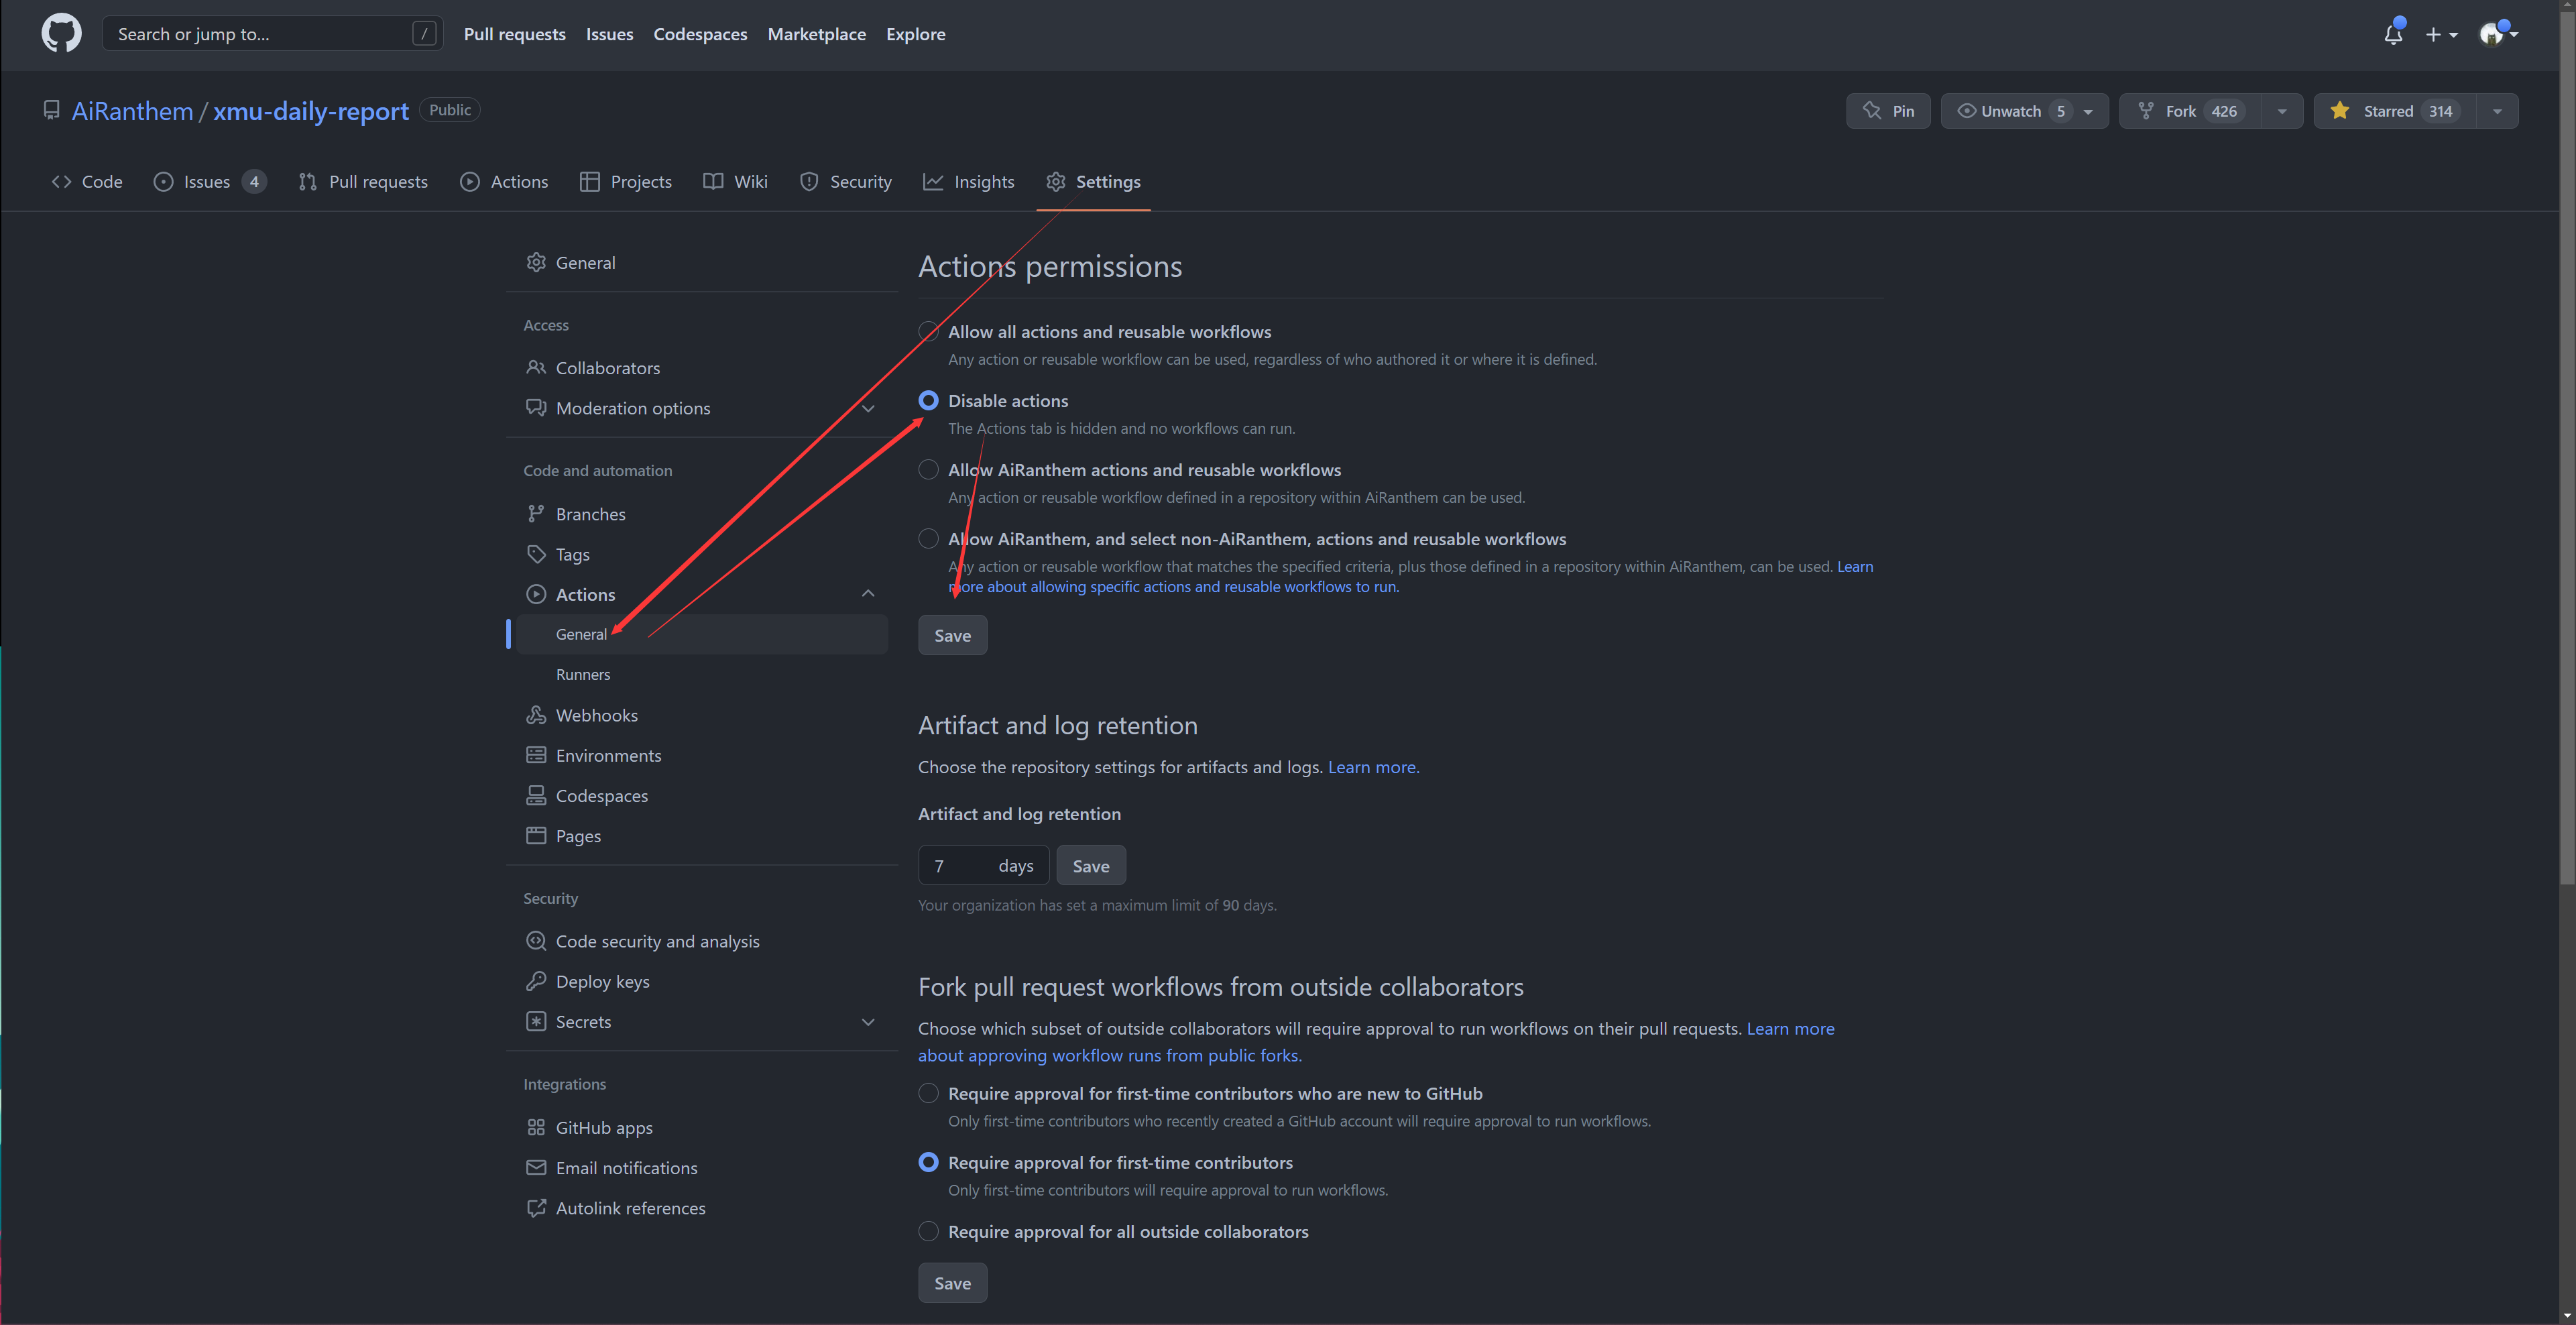 Search or jump to... /
Pull requests Issues Codespaces Marketplace Explore
AiRanthem / xmu-daily-report Public
Pin Unwatch 5 Fork 426 Starred 314
Code Issues 4 Pull requests Actions Projects Wiki Security Insights Settings
General
Access
Collaborators
Moderation options
Code and automation
Branches
Tags
Actions
General
Runners
Webhooks
Environments
Codespaces
Pages
Security
Code security and analysis
Deploy keys
Secrets
Integrations
GitHub apps
Email notifications
Autolink references
Actions permissions
Allow all actions and reusable workflows
Any action or reusable workflow can be used, regardless of who authored it or where it is defined.
Disable actions
The Actions tab is hidden and no workflows can run.
Allow AiRanthem actions and reusable workflows
Any action or reusable workflow defined in a repository within AiRanthem can be used.
Allow AiRanthem, and select non-AiRanthem, actions and reusable workflows
Any action or reusable workflow that matches the specified criteria, plus those defined in a repository within AiRanthem, can be used. Learn
more about allowing specific actions and reusable workflows to run.
Save
Artifact and log retention
Choose the repository settings for artifacts and logs. Learn more.
Artifact and log retention
7 days Save
Your organization has set a maximum limit of 90 days.
Fork pull request workflows from outside collaborators
Choose which subset of outside collaborators will require approval to run workflows on their pull requests. Learn more
about approving workflow runs from public forks.
Require approval for first-time contributors who are new to GitHub
Only first-time contributors who recently created a GitHub account will require approval to run workflows.
Require approval for first-time contributors
Only first-time contributors will require approval to run workflows.
Require approval for all outside collaborators
Save